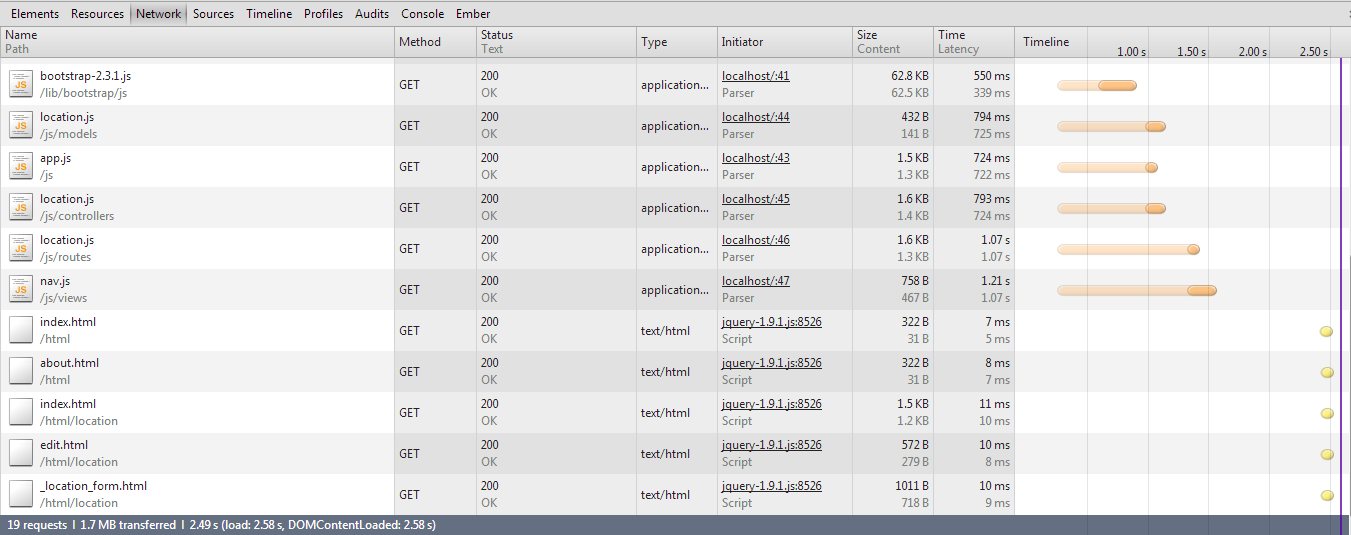 Elements Resources Network Sources Timeline Profiles Audits Console Ember
Name Method Status Type Initiator Size Time Timeline
Path Text Content Latency 1.00 s 1.50 s 2.00 s 2.50 s
bootstrap-2.3.1.js GET 200 application... localhost/:41 62.8 KB 550 ms
/lib/bootstrap/js OK Parser 62.5 KB 339 ms
location.js GET 200 application... localhost/:44 432 B 794 ms
/js/models OK Parser 141 B 725 ms
app.js GET 200 application... localhost/:43 1.5 KB 724 ms
/js OK Parser 1.3 KB 722 ms
location.js GET 200 application... localhost/:45 1.6 KB 793 ms
/js/controllers OK Parser 1.4 KB 724 ms
location.js GET 200 application... localhost/:46 1.6 KB 1.07 s
/js/routes OK Parser 1.3 KB 1.07 s
nav.js GET 200 application... localhost/:47 758 B 1.21 s
/js/views OK Parser 467 B 1.07 s
index.html GET 200 text/html jquery-1.9.1.js:8526 322 B 7 ms
/html OK Script 31 B 5 ms
about.html GET 200 text/html jquery-1.9.1.js:8526 322 B 8 ms
/html OK Script 31 B 7 ms
index.html GET 200 text/html jquery-1.9.1.js:8526 1.5 KB 11 ms
/html/location OK Script 1.2 KB 10 ms
edit.html GET 200 text/html jquery-1.9.1.js:8526 572 B 10 ms
/html/location OK Script 279 B 8 ms
_location_form.html GET 200 text/html jquery-1.9.1.js:8526 1011 B 10 ms
/html/location OK Script 718 B 9 ms
19 requests | 1.7 MB transferred | 2.49 s (load: 2.58 s, DOMContentLoaded: 2.58 s)